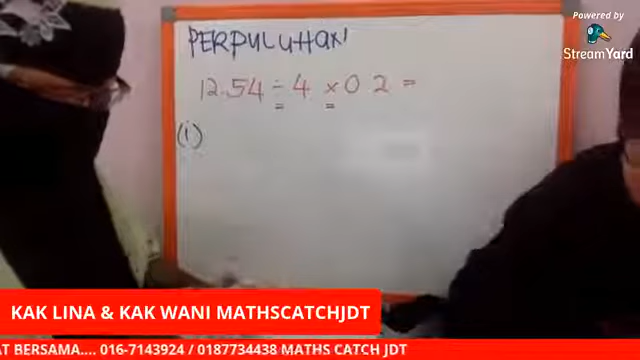 Powered by
StreamYard
PERPULUHAN
12.54 ÷ 4 × 0 2 =
(i)
KAK LINA & KAK WANI MATHSCATCHJDT
AT BERSAMA.... 016-7143924 / 0187734438 MATHS CATCH JDT